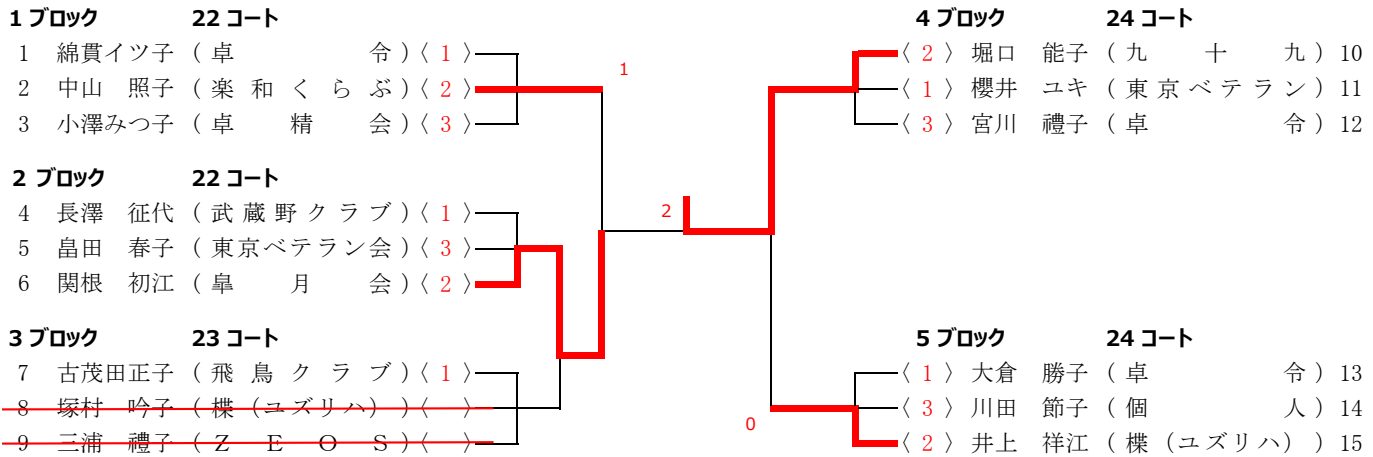 1 ブロック 22 コート
1 綿貫イツ子 ( 卓 令 )〈 1 〉
2 中山 照子 ( 楽 和 く ら ぶ )〈 2 〉
3 小澤みつ子 ( 卓 精 会 )〈 3 〉
2 ブロック 22 コート
4 長澤 征代 ( 武 蔵 野 ク ラ ブ )〈 1 〉
5 畠田 春子 ( 東京ベテラン会 )〈 3 〉
6 関根 初江 ( 皐 月 会 )〈 2 〉
3 ブロック 23 コート
7 古茂田正子 ( 飛 鳥 ク ラ ブ )〈 1 〉
8 塚村 吟子 ( 楪 (ユズリハ) )〈 〉
9 三浦 禮子 ( Z E O S )〈 〉
1
2
0
4 ブロック 24 コート
〈 2 〉 堀口 能子 ( 九 十 九 ) 10
〈 1 〉 櫻井 ユキ ( 東 京 ベ テ ラ ン ) 11
〈 3 〉 宮川 禮子 ( 卓 令 ) 12
5 ブロック 24 コート
〈 1 〉 大倉 勝子 ( 卓 令 ) 13
〈 3 〉 川田 節子 ( 個 人 ) 14
〈 2 〉 井上 祥江 ( 楪 (ユズリハ) ) 15